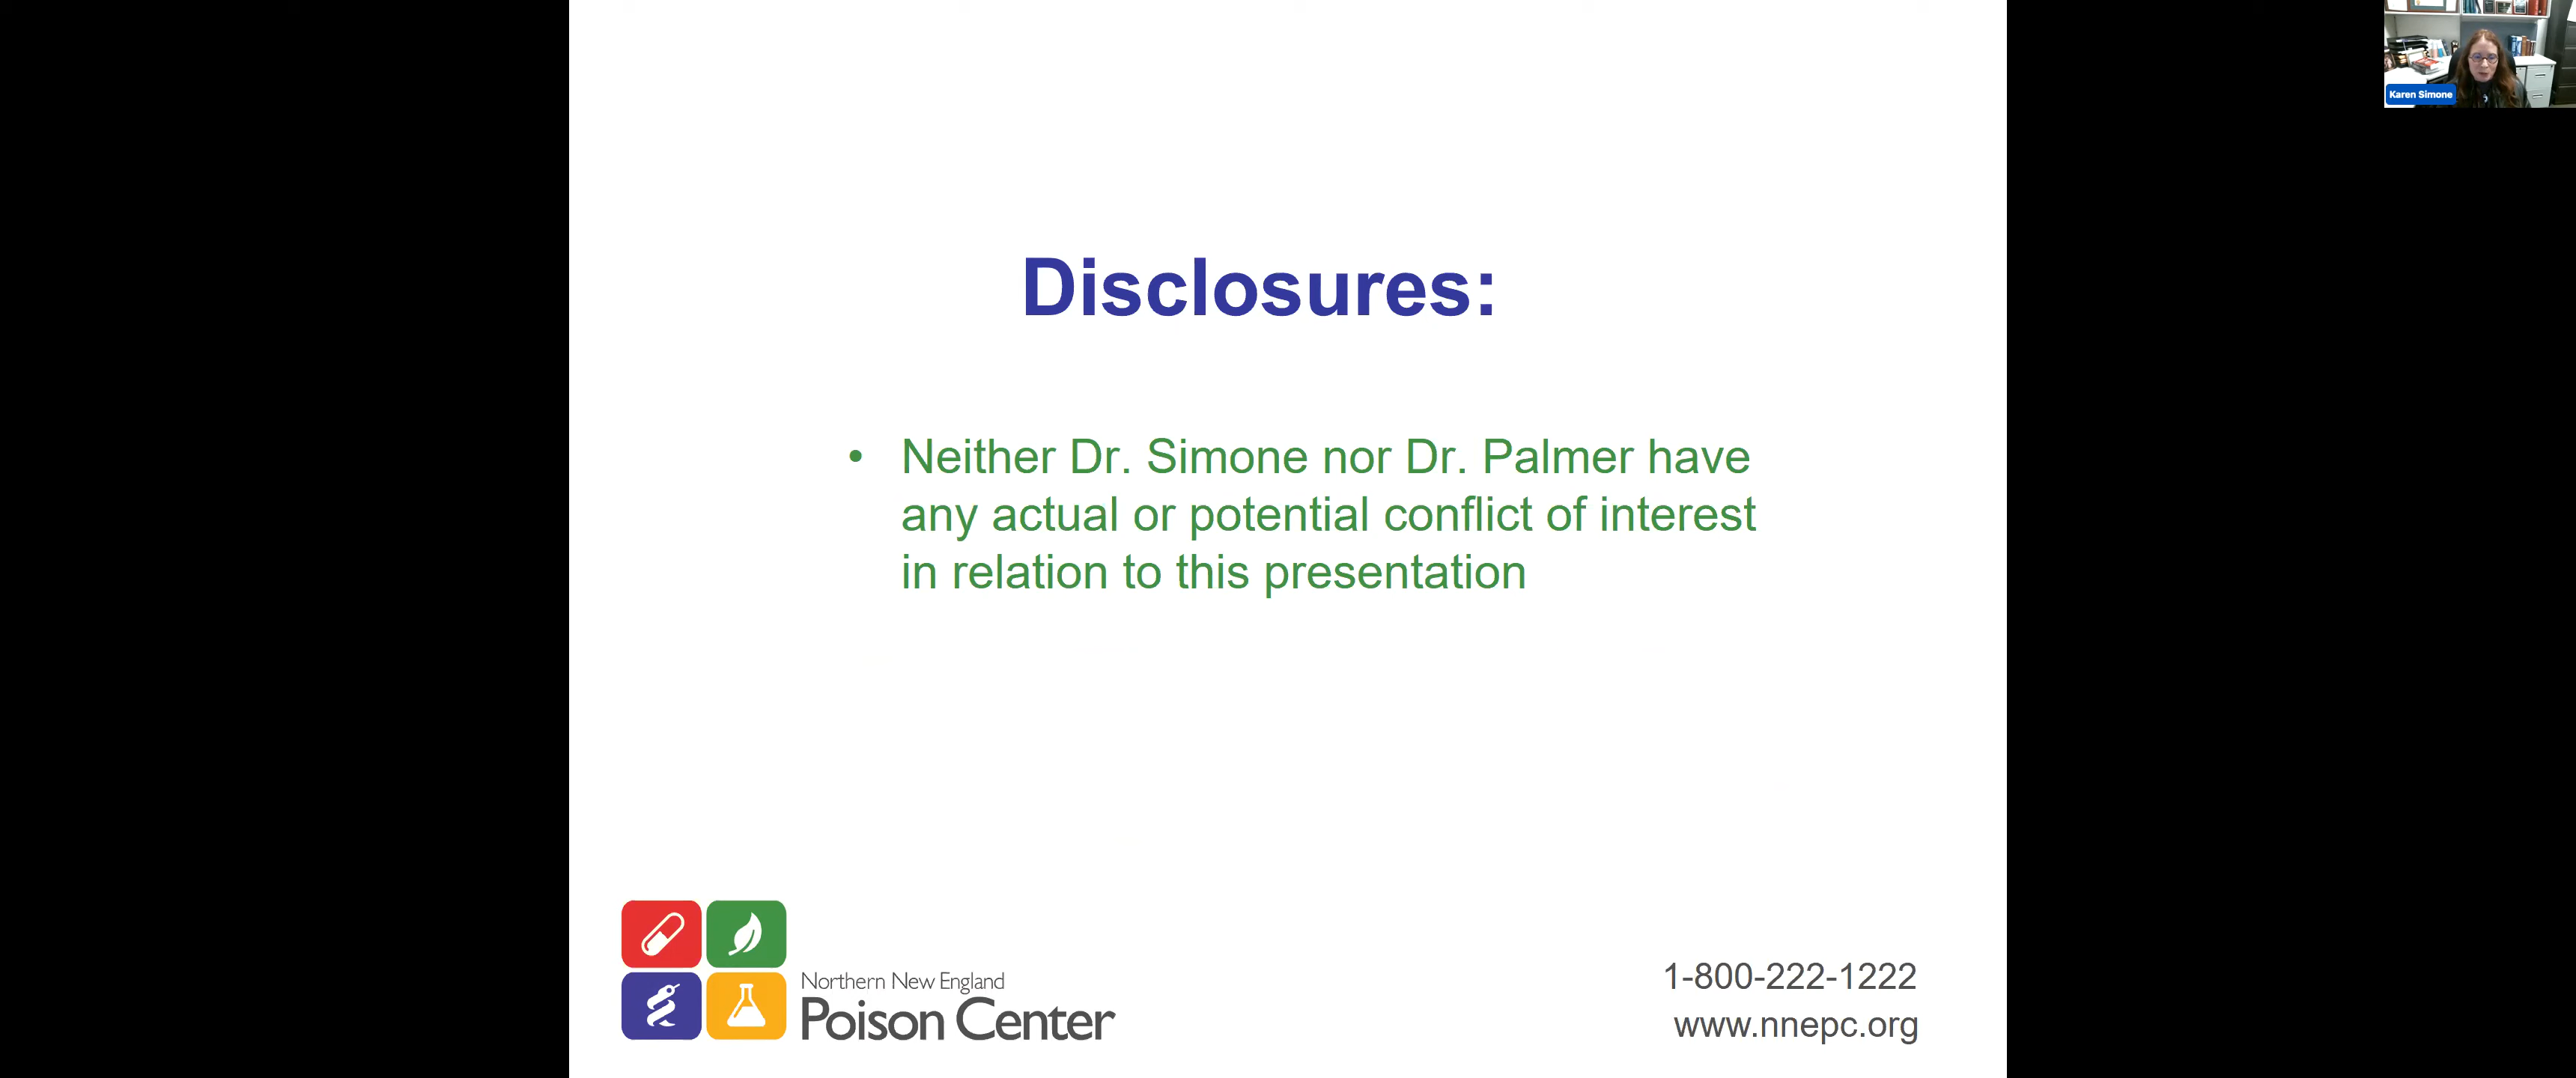 Karen Simone
Disclosures:
• Neither Dr. Simone nor Dr. Palmer have
any actual or potential conflict of interest
in relation to this presentation
Northern New England
Poison Center
1-800-222-1222
www.nnepc.org